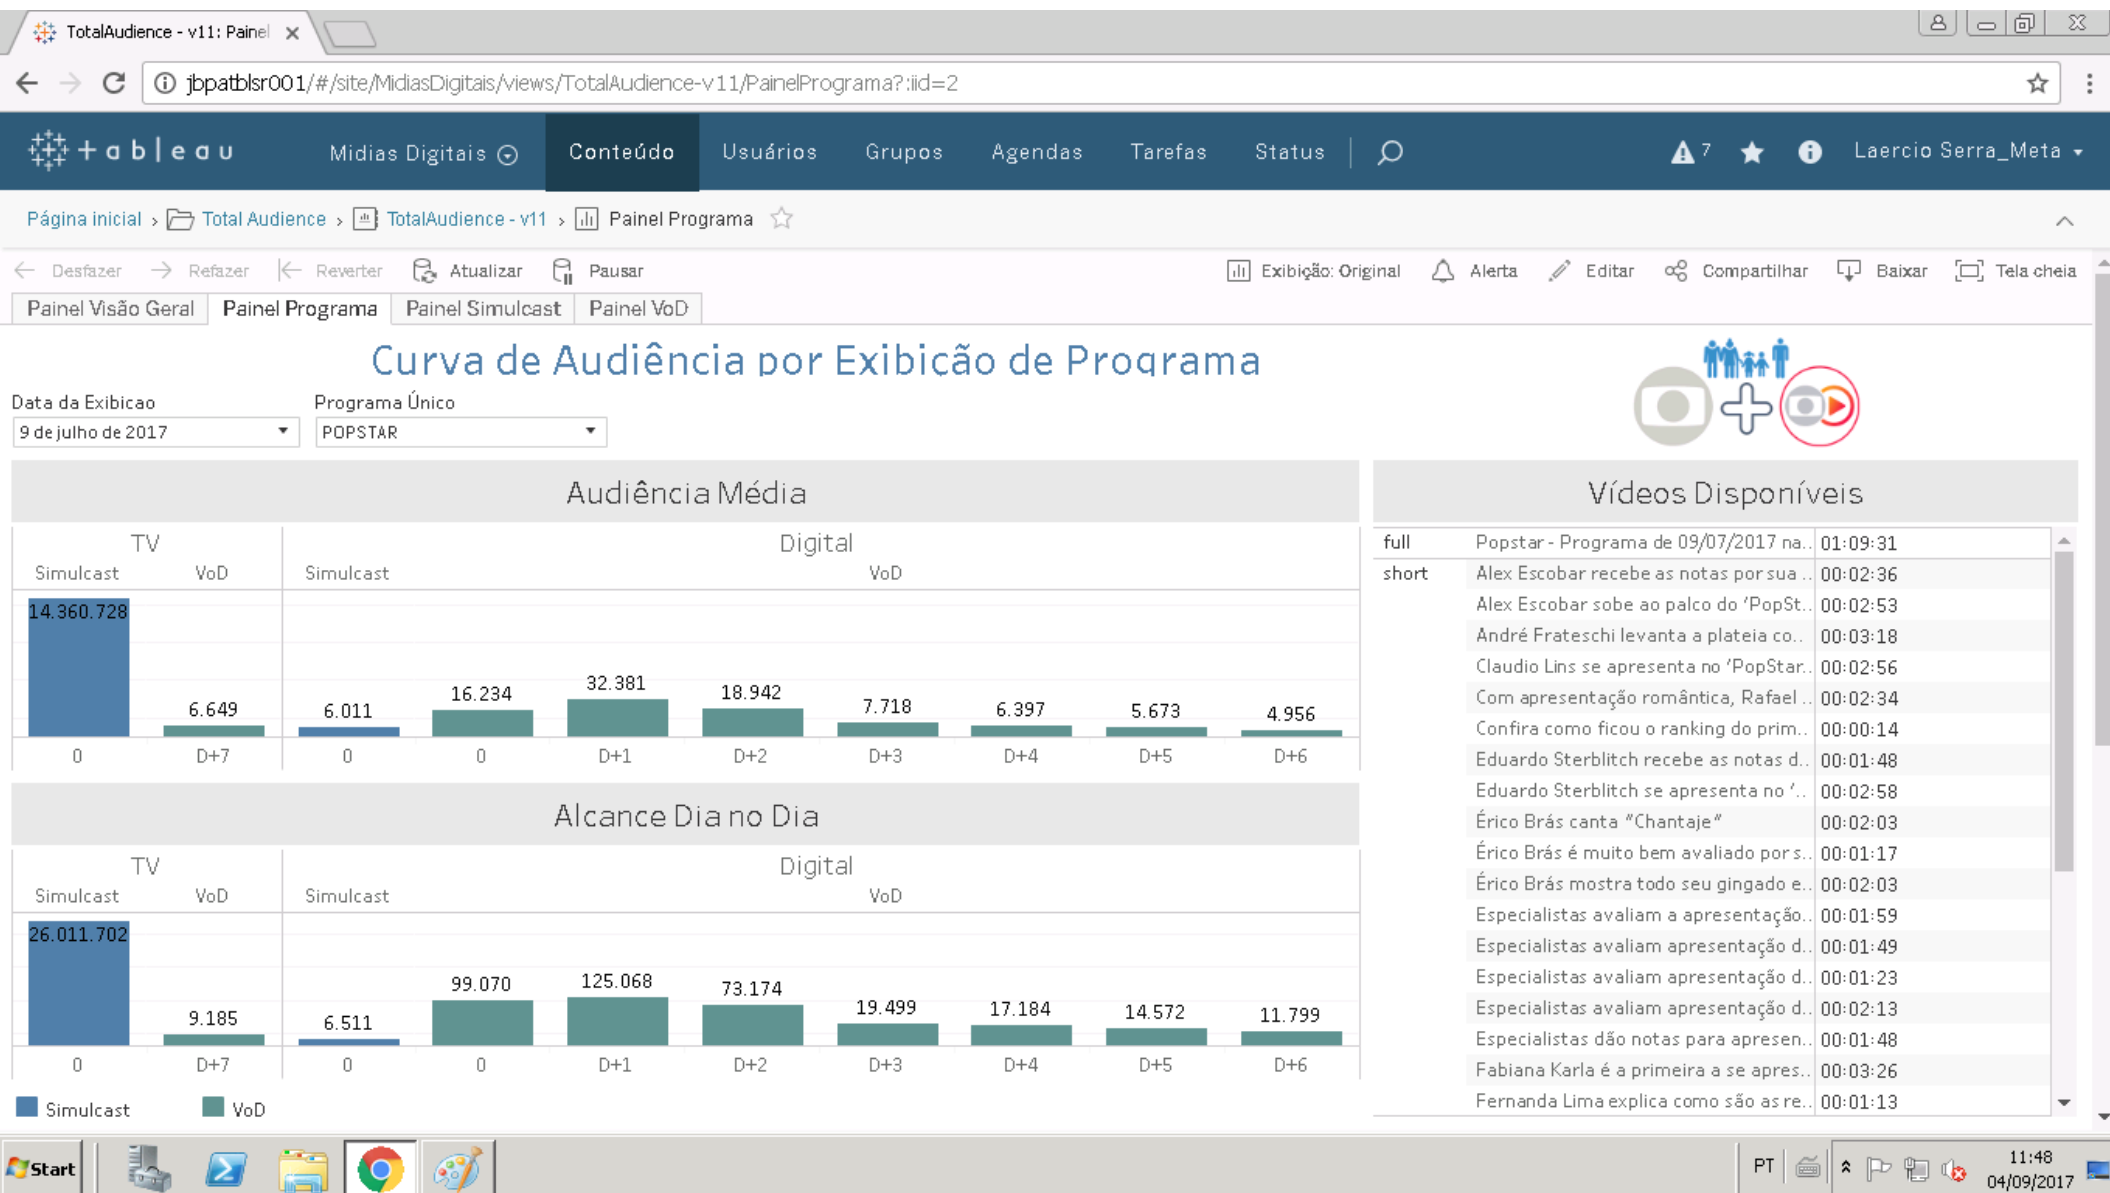 TotalAudience - v11: Painel
jbpatblsr001/#/site/MidiasDigitais/views/TotalAudience-v11/PainelPrograma?:iid=2
+ableau Midias Digitais Conteúdo Usuários Grupos Agendas Tarefas Status 7 Laercio Serra_Meta
Página inicial > Total Audience > TotalAudience - v11 > Painel Programa
Desfazer Refazer Reverter Atualizar Pausar Exibição: Original Alerta Editar Compartilhar Baixar Tela cheia
Painel Visão Geral Painel Programa Painel Simulcast Painel VoD
Curva de Audiência por Exibicão de Programa
Data da Exibicao Programa Único
9 de julho de 2017 POPSTAR
Audiência Média
TV Digital
Simulcast VoD Simulcast VoD
14.360.728 6.649 6.011 16.234 32.381 18.942 7.718 6.397 5.673 4.956
0 D+7 0 0 D+1 D+2 D+3 D+4 D+5 D+6
Alcance Dia no Dia
TV Digital
Simulcast VoD Simulcast VoD
26.011.702 9.185 6.511 99.070 125.068 73.174 19.499 17.184 14.572 11.799
0 D+7 0 0 D+1 D+2 D+3 D+4 D+5 D+6
Simulcast VoD
Vídeos Disponíveis
full Popstar - Programa de 09/07/2017 na.. 01:09:31
short Alex Escobar recebe as notas por sua .. 00:02:36
Alex Escobar sobe ao palco do 'PopSt.. 00:02:53
André Frateschi levanta a plateia co.. 00:03:18
Claudio Lins se apresenta no 'PopStar.. 00:02:56
Com apresentação romântica, Rafael .. 00:02:34
Confira como ficou o ranking do prim.. 00:00:14
Eduardo Sterblitch recebe as notas d.. 00:01:48
Eduardo Sterblitch se apresenta no '.. 00:02:58
Érico Brás canta "Chantaje" 00:02:03
Érico Brás é muito bem avaliado por s.. 00:01:17
Érico Brás mostra todo seu gingado e.. 00:02:03
Especialistas avaliam a apresentação.. 00:01:59
Especialistas avaliam apresentação d.. 00:01:49
Especialistas avaliam apresentação d.. 00:01:23
Especialistas avaliam apresentação d.. 00:02:13
Especialistas dão notas para apresen.. 00:01:48
Fabiana Karla é a primeira a se apres.. 00:03:26
Fernanda Lima explica como são as re.. 00:01:13
Start PT 11:48
04/09/2017